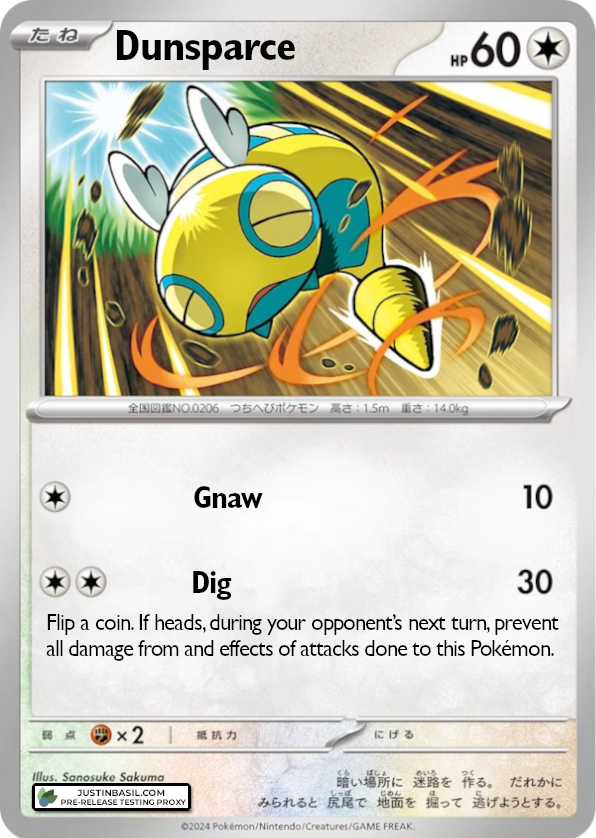 たね
Dunsparce
HP 60
全国図鑑NO.0206 つちへびポケモン 高さ：1.5m 重さ：14.0kg
Gnaw 10
Dig 30
Flip a coin. If heads, during your opponent's next turn, prevent
all damage from and effects of attacks done to this Pokémon.
弱点 ×2 抵抗力 にげる
Illus. Sanosuke Sakuma
JUSTINBASIL.COM
PRE-RELEASE TESTING PROXY
暗い場所に 迷路を 作る。 だれかに
みられると 尻尾で 地面を 掘って 逃げようとする。
©2024 Pokémon/Nintendo/Creatures/GAME FREAK.